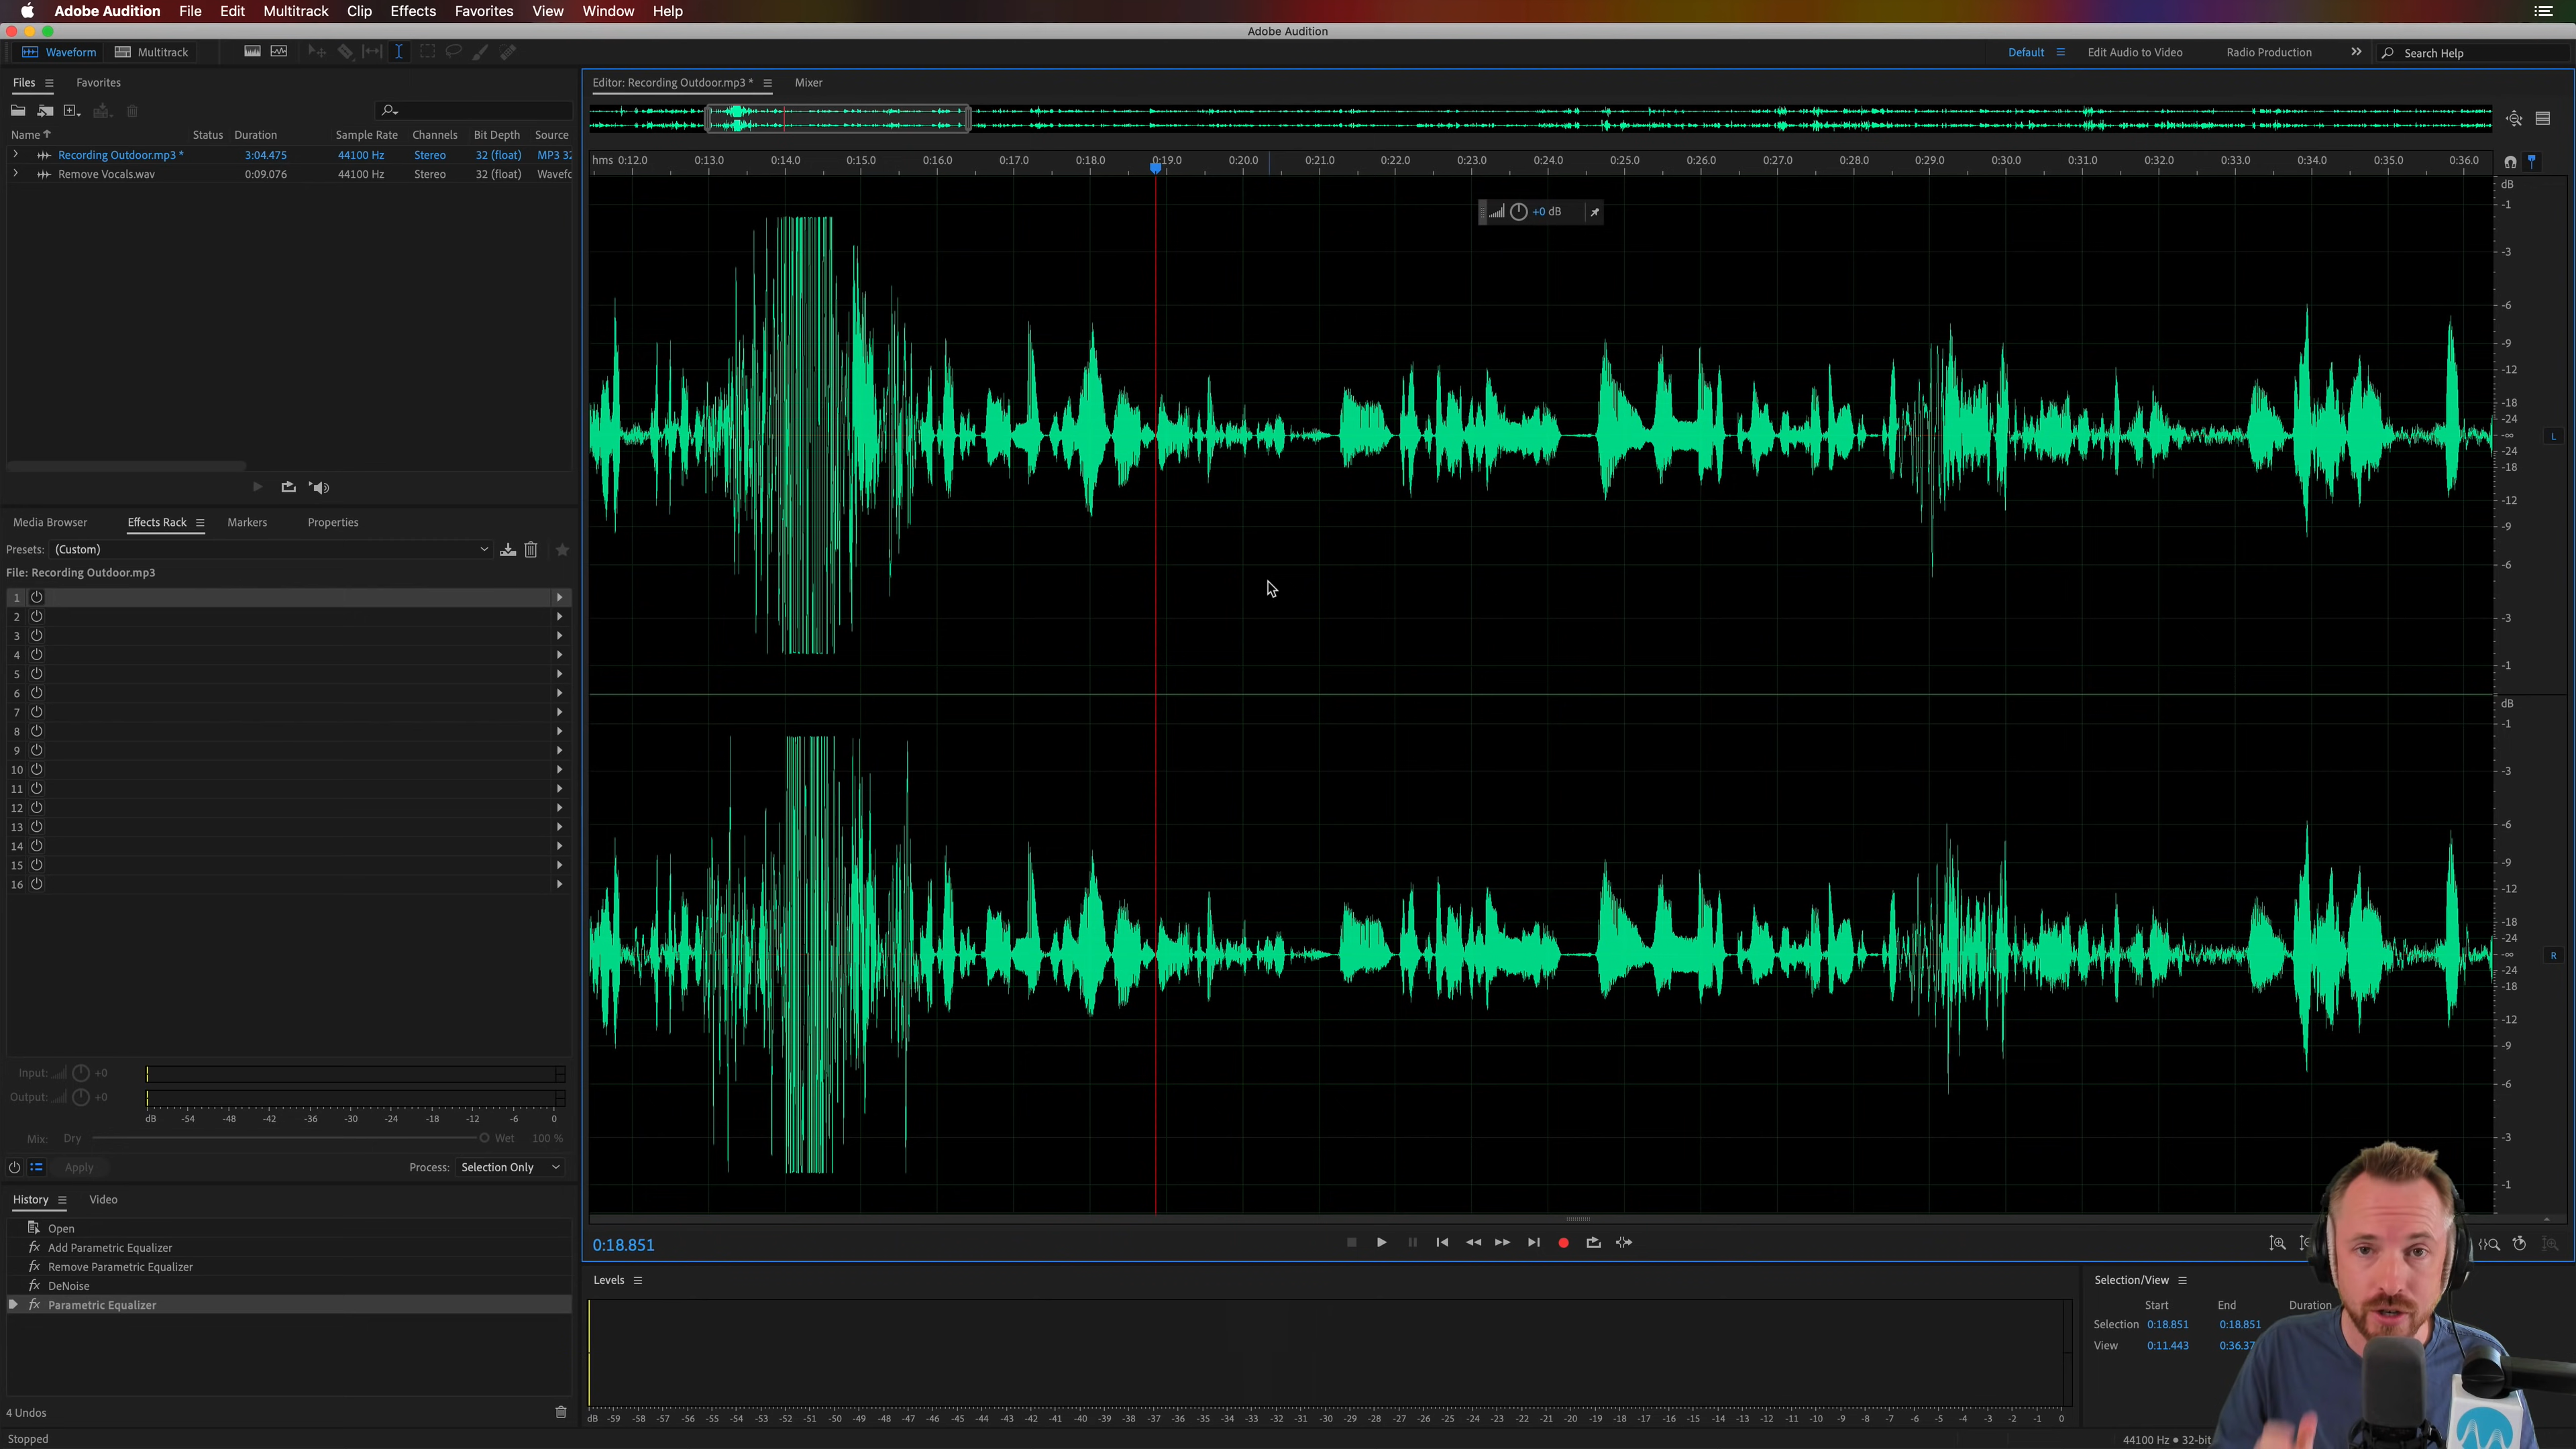 Adobe Audition File Edit Multitrack Clip Effects Favorites View Window Help
Adobe Audition
Waveform Multitrack Default Edit Audio to Video Radio Production Search Help
Files Favorites
Name Status Duration Sample Rate Channels Bit Depth Source
Recording Outdoor.mp3 * 3:04.475 44100 Hz Stereo 32 (float) MP3 32
Remove Vocals.wav 0:09.076 44100 Hz Stereo 32 (float) Wavefo
Media Browser Effects Rack Markers Properties
Presets: (Custom)
File: Recording Outdoor.mp3
1
2
3
4
5
6
7
8
9
10
11
12
13
14
15
16
Input: +0
Output: +0
dB -54 -48 -42 -36 -30 -24 -18 -12 -6 0
Mix: Dry Wet 100 %
Apply Process: Selection Only
History Video
Open
fx Add Parametric Equalizer
fx Remove Parametric Equalizer
fx DeNoise
fx Parametric Equalizer
4 Undos
Stopped
Editor: Recording Outdoor.mp3 * Mixer
hms 0:12.0 0:13.0 0:14.0 0:15.0 0:16.0 0:17.0 0:18.0 0:19.0 0:20.0 0:21.0 0:22.0 0:23.0 0:24.0 0:25.0 0:26.0 0:27.0 0:28.0 0:29.0 0:30.0 0:31.0 0:32.0 0:33.0 0:34.0 0:35.0 0:36.0
+0 dB
dB
-1
-3
-6
-9
-12
-18
-24
-∞ L
-24
-18
-12
-9
-6
-3
-1
dB
-1
-3
-6
-9
-12
-18
-24
-∞ R
-24
-18
-12
-9
-6
-3
-1
0:18.851
Levels
dB -59 -58 -57 -56 -55 -54 -53 -52 -51 -50 -49 -48 -47 -46 -45 -44 -43 -42 -41 -40 -39 -38 -37 -36 -35 -34 -33 -32 -31 -30 -29 -28 -27 -26 -25 -24 -23 -22 -21 -20 -19 -18 -17 -16 -15 -14 -13 -12 -11 -10 -9 -8 -7 -6 -5 -4 -3 -2 -1 0
Selection/View
Start End Duration
Selection 0:18.851 0:18.851
View 0:11.443 0:36.37
44100 Hz • 32-bit